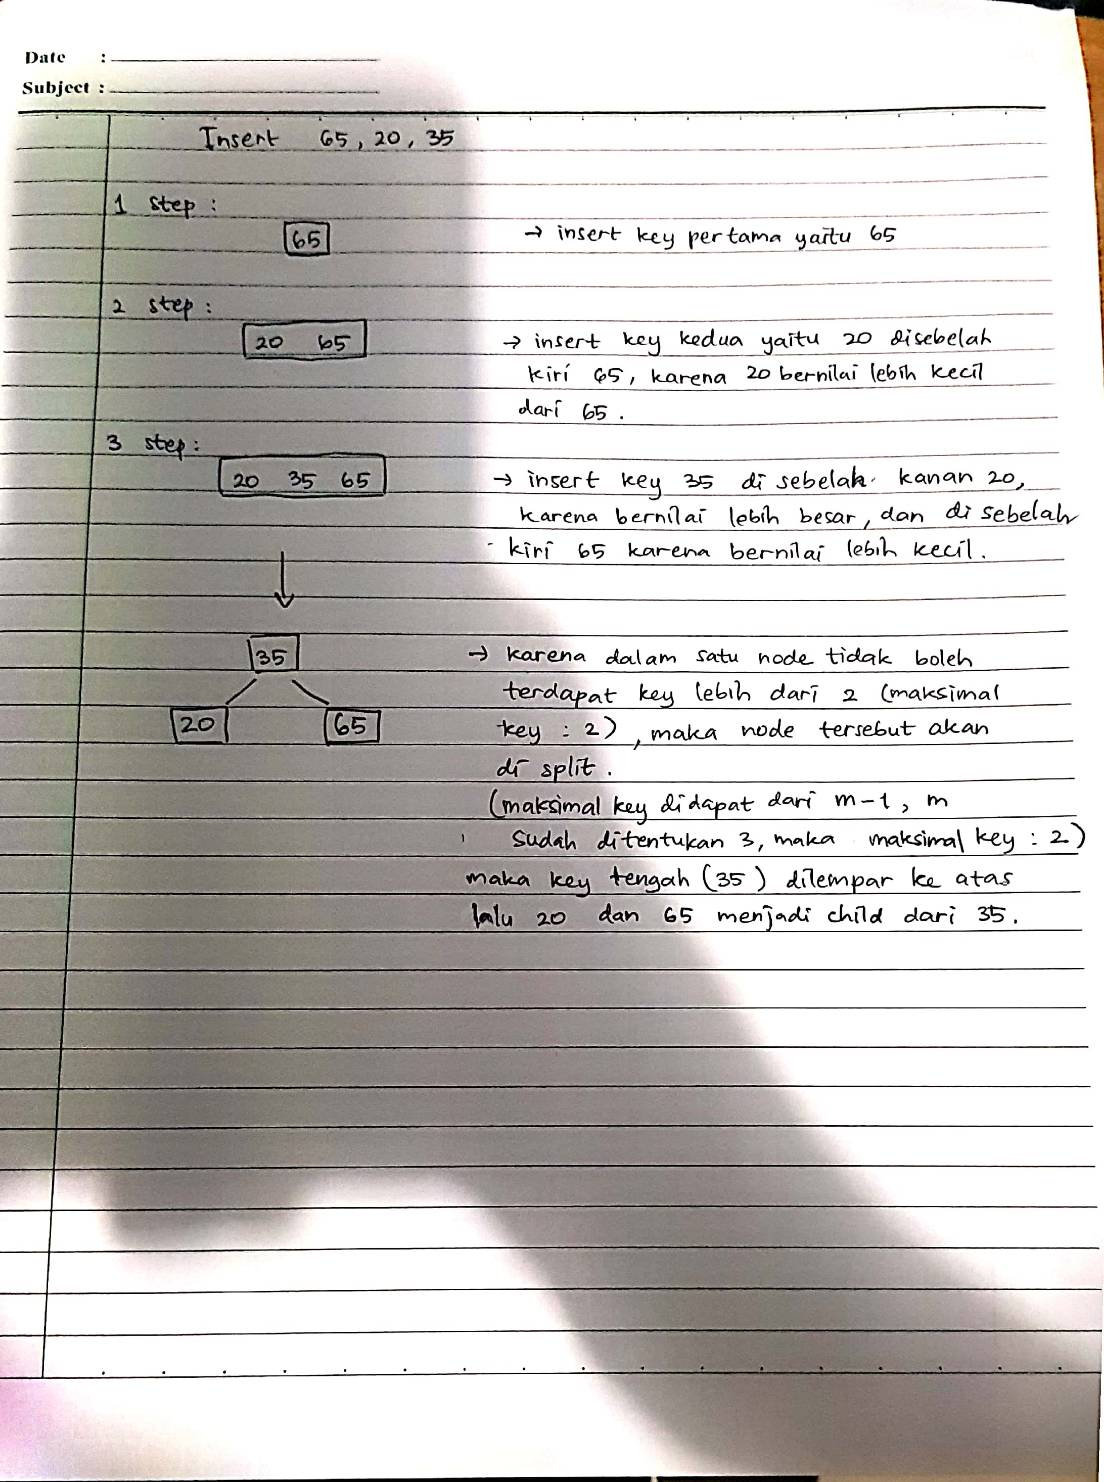 Date :
Subject :
Insert 65, 20, 35
1 step :
65 → insert key pertama yaitu 65
2 step :
20 65 → insert key kedua yaitu 20 disebelah
kiri 65, karena 20 bernilai lebih kecil
dari 65.
3 step :
20 35 65 → insert key 35 di sebelah kanan 20,
karena bernilai lebih besar, dan di sebelah
kiri 65 karena bernilai lebih kecil.
↓
35 → karena dalam satu node tidak boleh
terdapat key lebih dari 2 (maksimal
20 65 key : 2), maka node tersebut akan
di split.
(maksimal key didapat dari m-1, m
sudah ditentukan 3, maka maksimal key : 2)
maka key tengah (35) dilempar ke atas
lalu 20 dan 65 menjadi child dari 35.